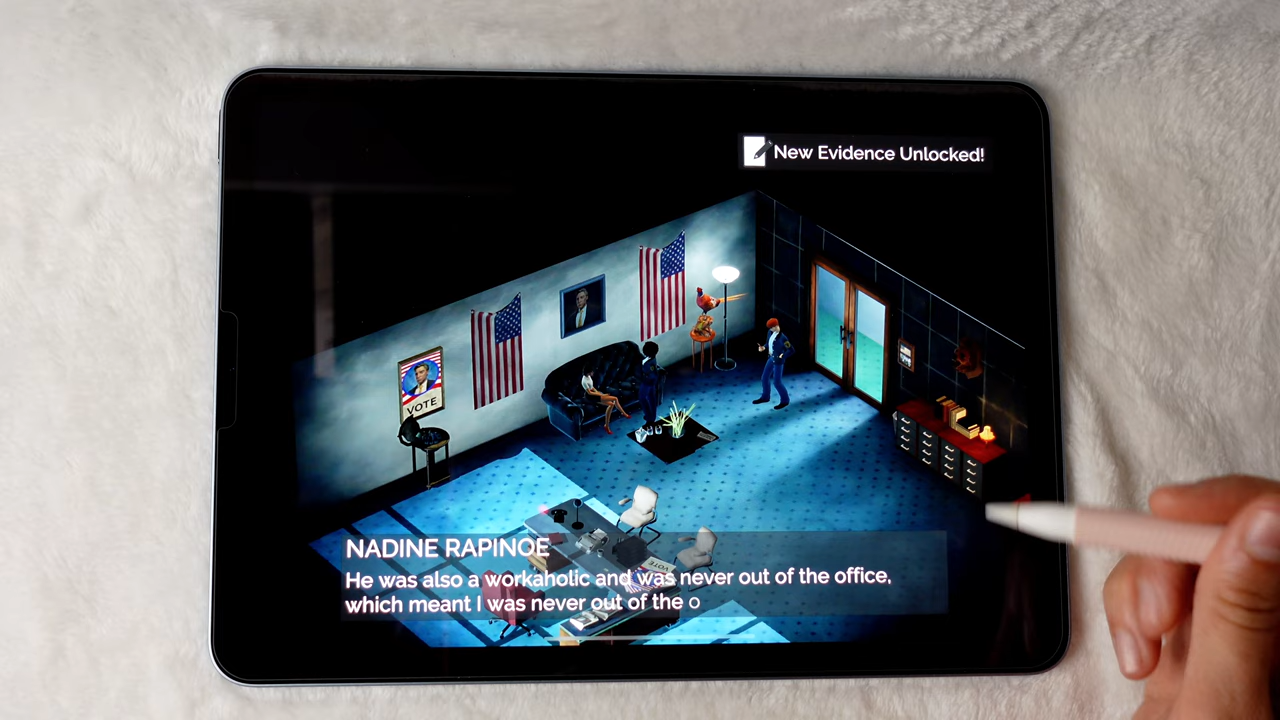 New Evidence Unlocked!
VOTE
NADINE RAPINOE
He was also a workaholic and was never out of the office,
which meant I was never out of the o
VOTE